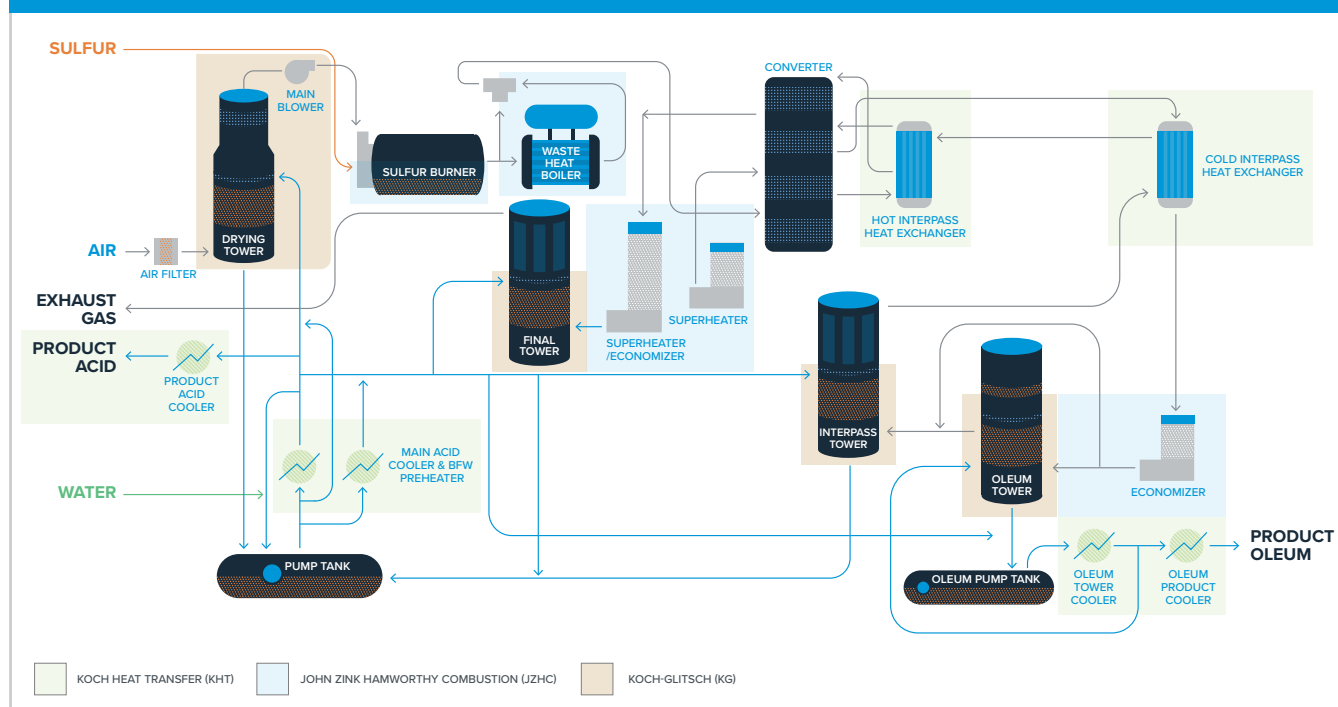 SULFUR
MAIN
BLOWER
CONVERTER
SULFUR BURNER
WASTE
HEAT
BOILER
COLD INTERPASS
HEAT EXCHANGER
HOT INTERPASS
HEAT EXCHANGER
DRYING
TOWER
AIR
AIR FILTER
EXHAUST
GAS
SUPERHEATER
SUPERHEATER
/ECONOMIZER
FINAL
TOWER
PRODUCT
ACID
PRODUCT
ACID
COOLER
INTERPASS
TOWER
MAIN ACID
COOLER & BFW
PREHEATER
WATER
OLEUM
TOWER
ECONOMIZER
PUMP TANK
OLEUM PUMP TANK
OLEUM
TOWER
COOLER
OLEUM
PRODUCT
COOLER
PRODUCT
OLEUM
KOCH HEAT TRANSFER (KHT)
JOHN ZINK HAMWORTHY COMBUSTION (JZHC)
KOCH-GLITSCH (KG)